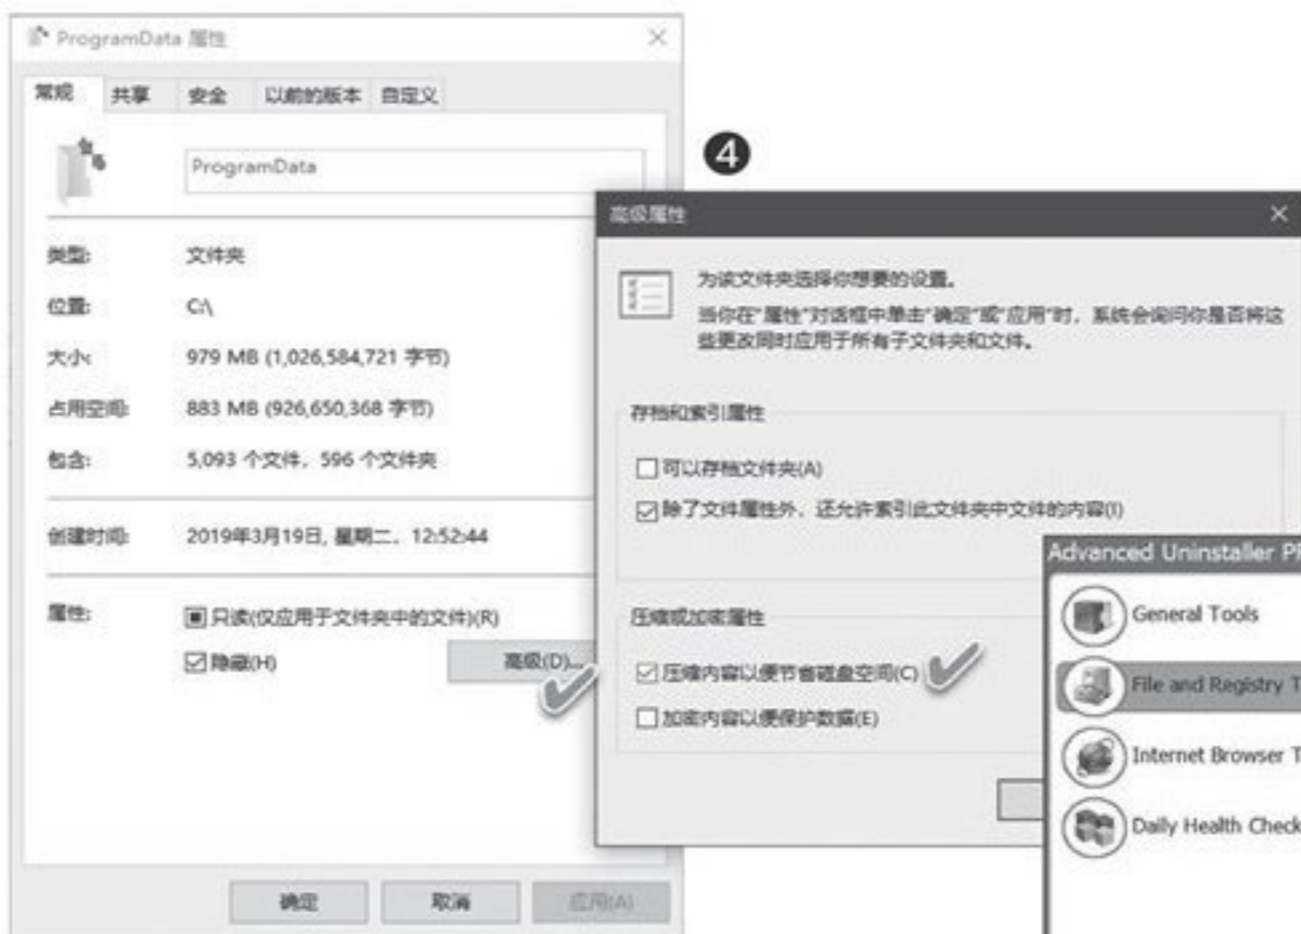 ProgramData 属性
常规 共享 安全 以前的版本 自定义
ProgramData
类型: 文件夹
位置: C:\
大小: 979 MB (1,026,584,721 字节)
占用空间: 883 MB (926,650,368 字节)
包含: 5,093 个文件，596 个文件夹
创建时间: 2019年3月19日, 星期二，12:52:44
属性: 只读(仅应用于文件夹中的文件)(R)
隐藏(H)
高级(D)...
确定 取消 应用(A)
4
高级属性
为该文件夹选择你想要的设置。
当你在"属性"对话框中单击"确定"或"应用"时，系统会询问你是否将这
些更改同时应用于所有子文件夹和文件。
存档和索引属性
可以存档文件夹(A)
除了文件属性外，还允许索引此文件夹中文件的内容(I)
压缩或加密属性
压缩内容以便节省磁盘空间(C)
加密内容以便保护数据(E)
Advanced Uninstaller PR
General Tools
File and Registry T
Internet Browser T
Daily Health Check